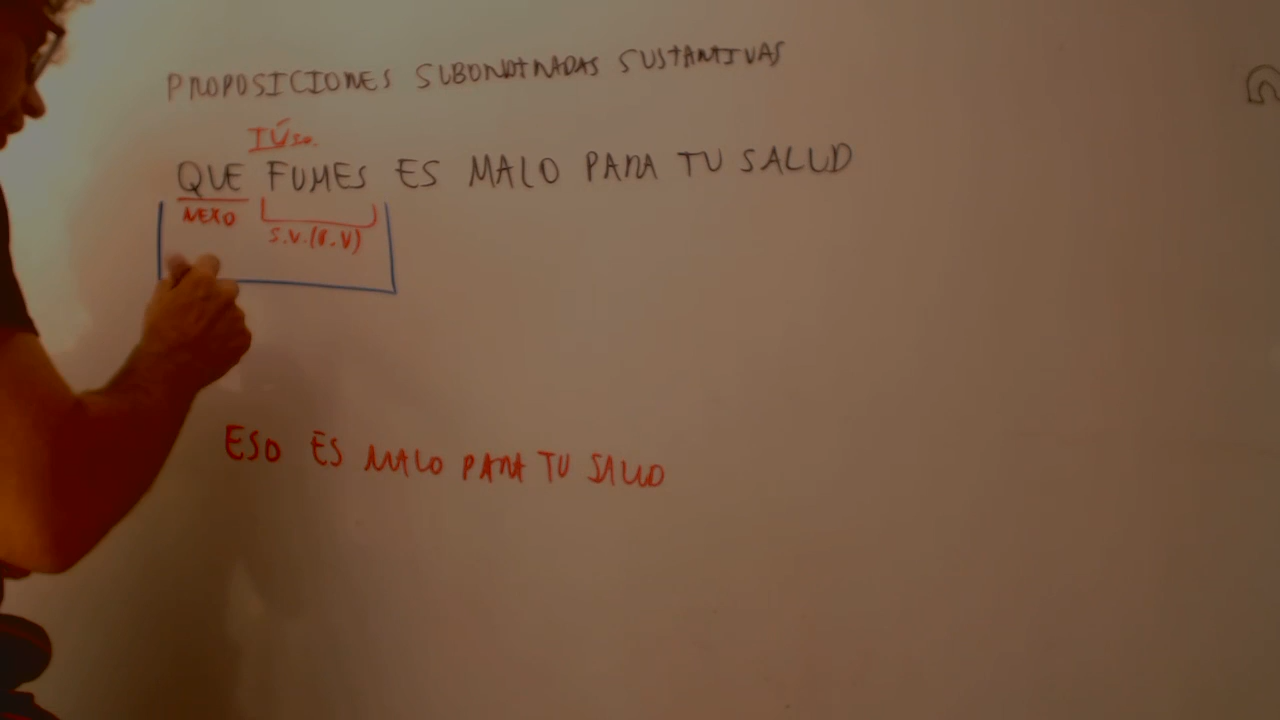 PROPOSICIONES SUBORDINADAS SUSTANTIVAS
TÚ
QUE FUMES ES MALO PARA TU SALUD
NEXO S.V.(P.V)
ESO ES MALO PARA TU SALUD